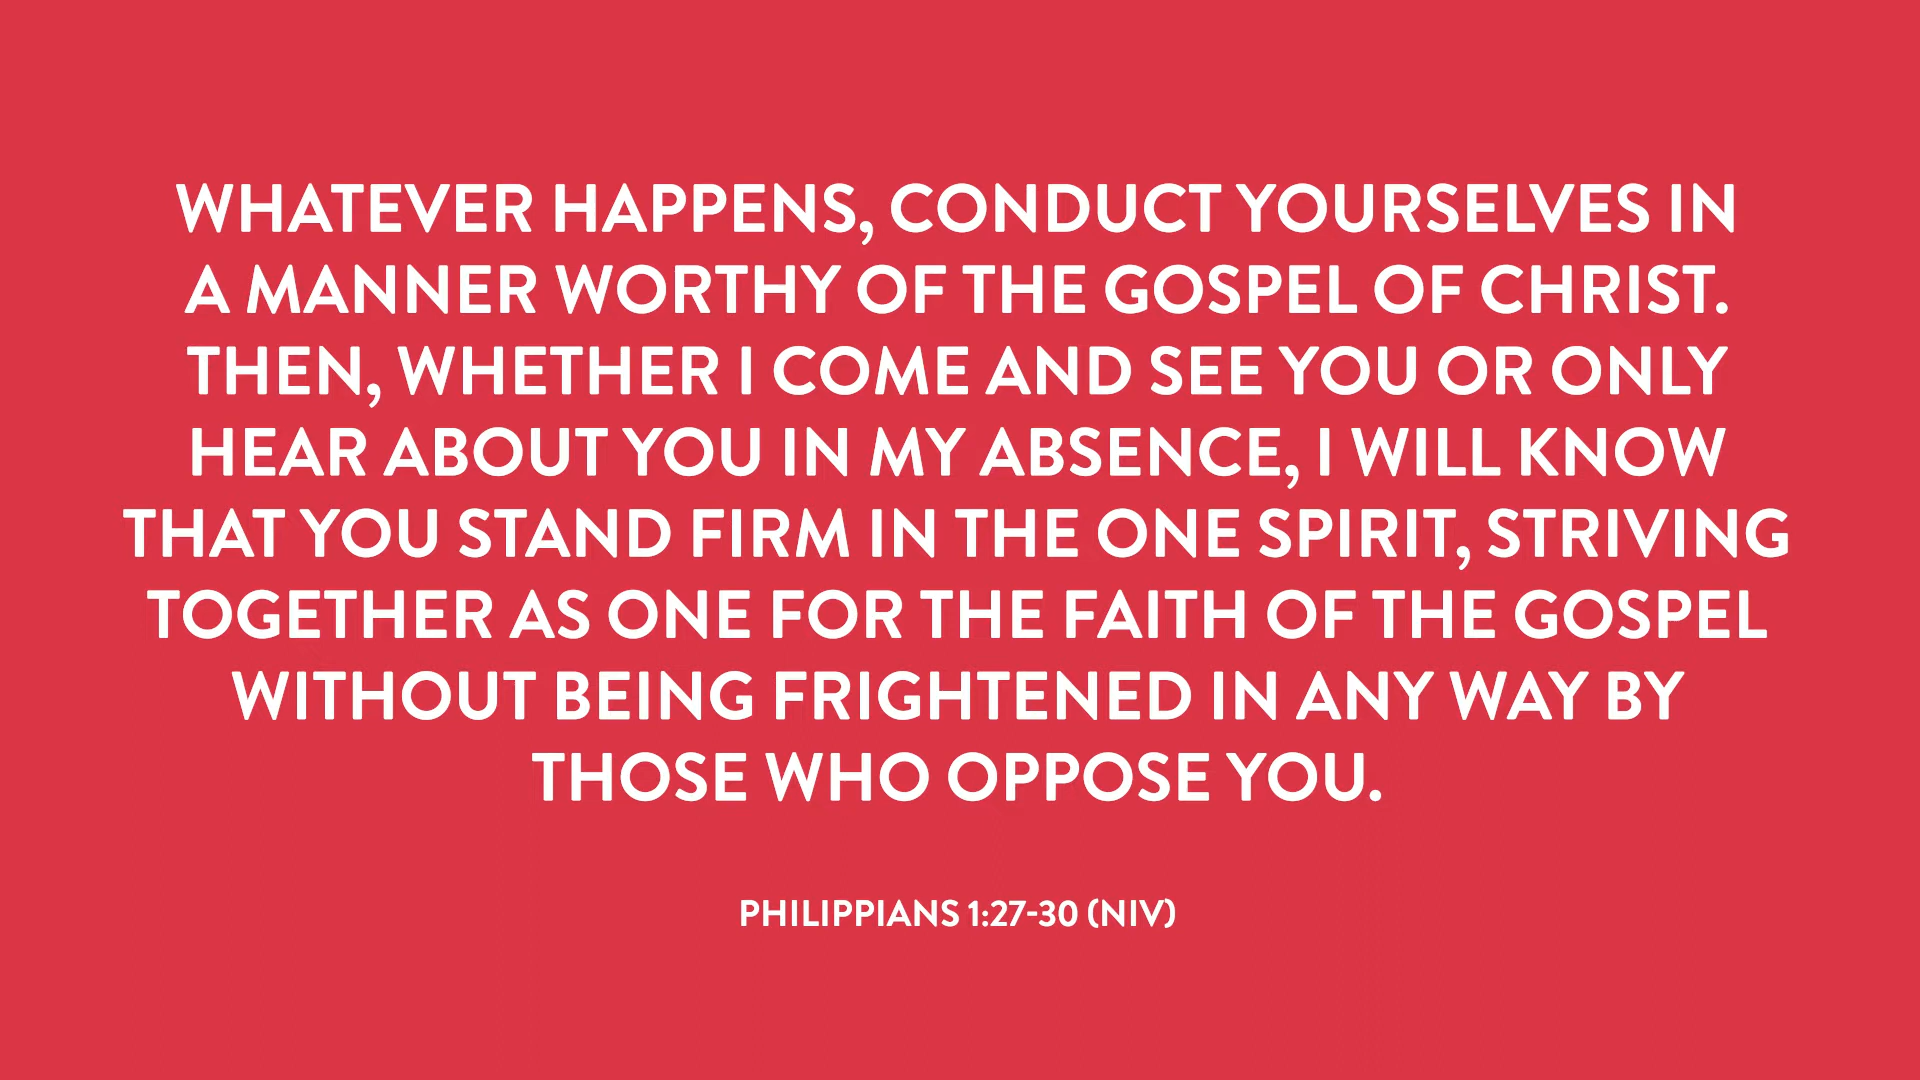 WHATEVER HAPPENS, CONDUCT YOURSELVES IN
A MANNER WORTHY OF THE GOSPEL OF CHRIST.
THEN, WHETHER I COME AND SEE YOU OR ONLY
HEAR ABOUT YOU IN MY ABSENCE, I WILL KNOW
THAT YOU STAND FIRM IN THE ONE SPIRIT, STRIVING
TOGETHER AS ONE FOR THE FAITH OF THE GOSPEL
WITHOUT BEING FRIGHTENED IN ANY WAY BY
THOSE WHO OPPOSE YOU.
PHILIPPIANS 1:27-30 (NIV)